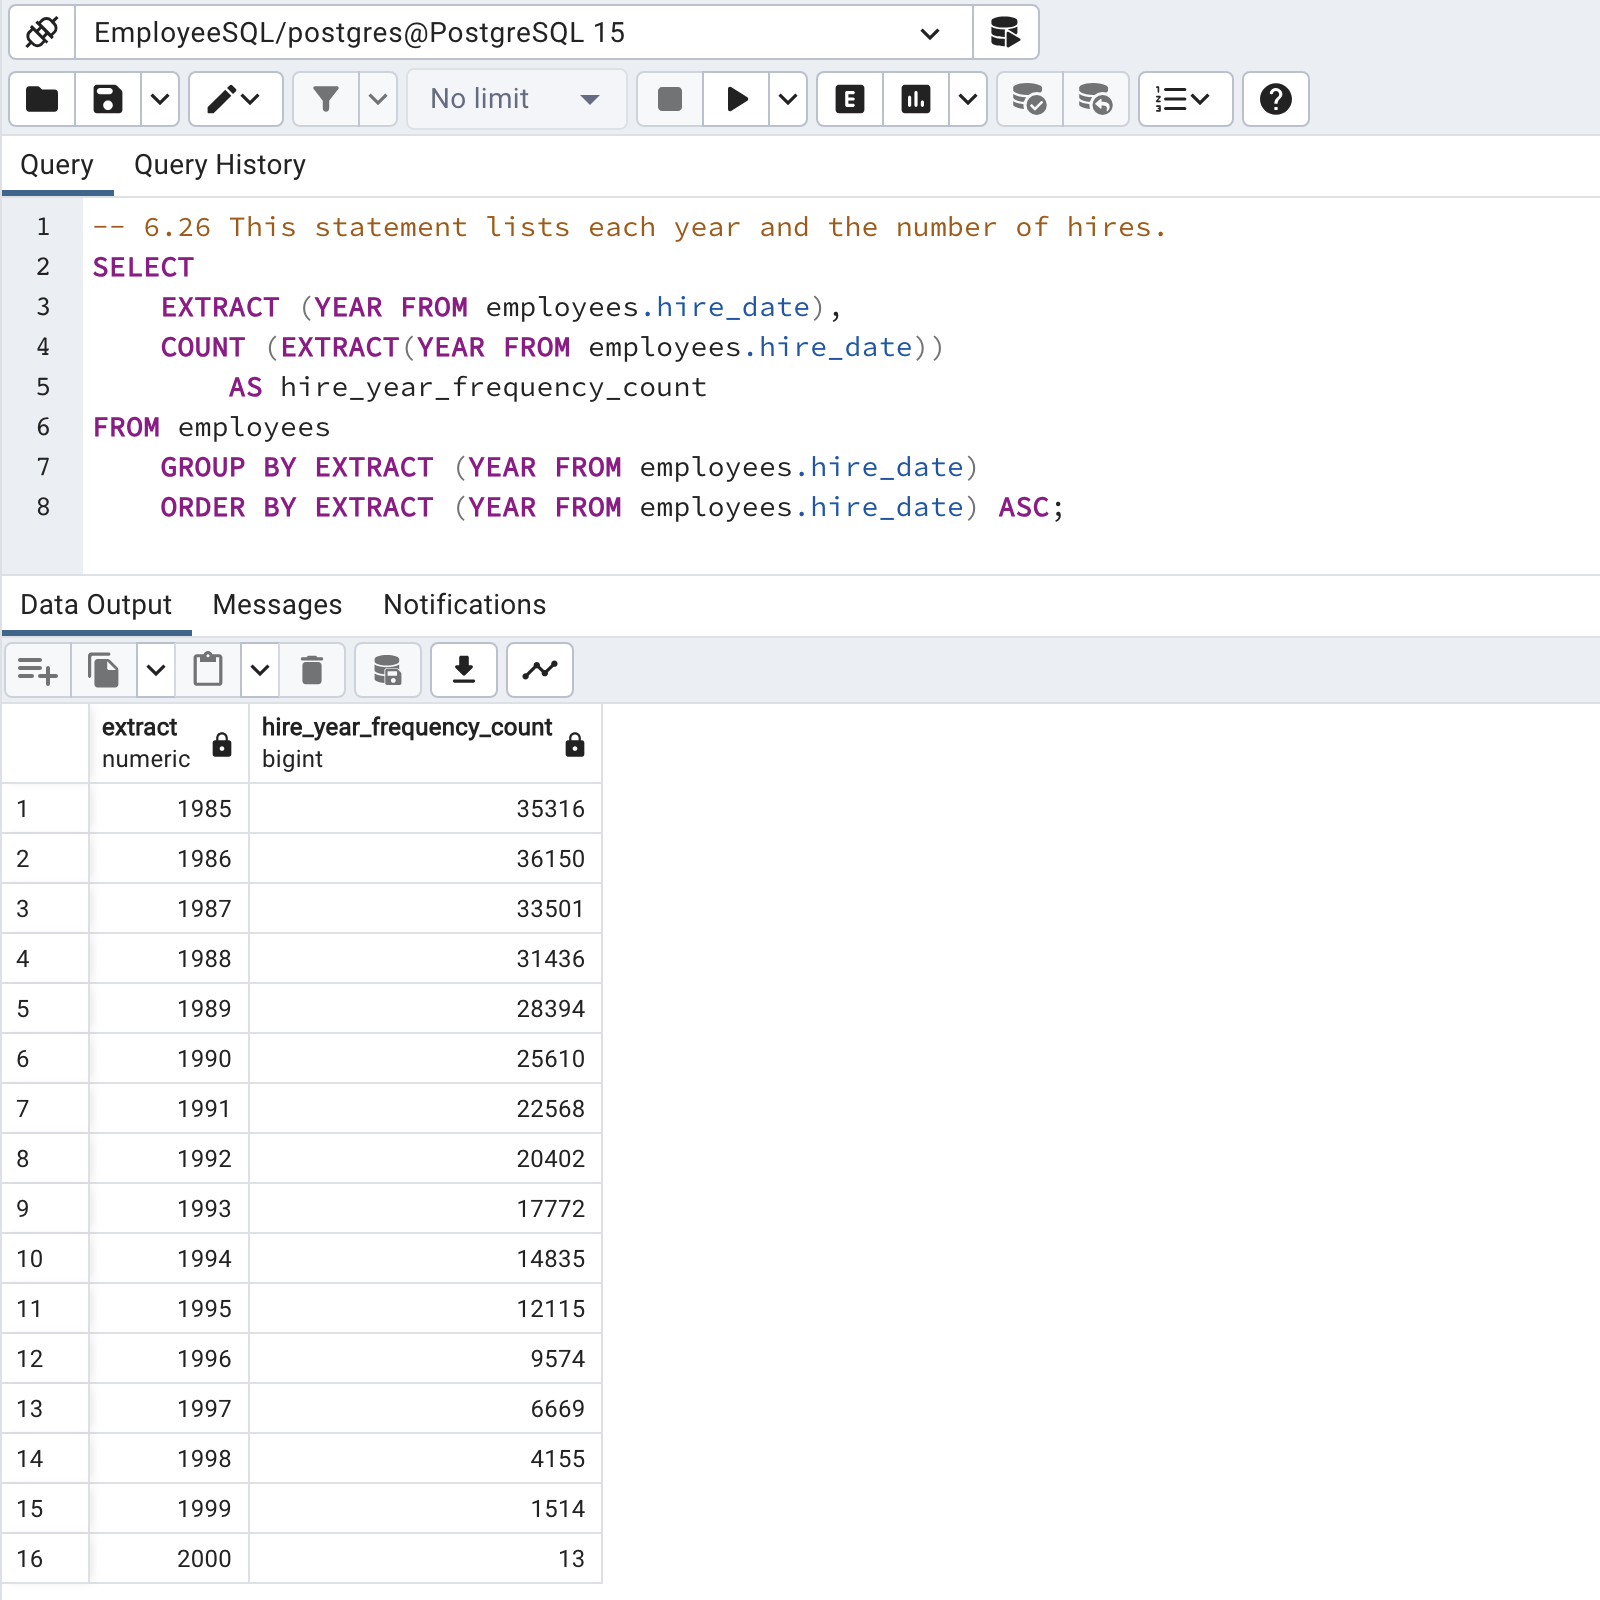 EmployeeSQL/postgres@PostgreSQL 15
No limit
E
Query Query History
1 -- 6.26 This statement lists each year and the number of hires.
2 SELECT
3 EXTRACT (YEAR FROM employees.hire_date),
4 COUNT (EXTRACT(YEAR FROM employees.hire_date))
5 AS hire_year_frequency_count
6 FROM employees
7 GROUP BY EXTRACT (YEAR FROM employees.hire_date)
8 ORDER BY EXTRACT (YEAR FROM employees.hire_date) ASC;
Data Output Messages Notifications
extract hire_year_frequency_count
numeric bigint
1 1985 35316
2 1986 36150
3 1987 33501
4 1988 31436
5 1989 28394
6 1990 25610
7 1991 22568
8 1992 20402
9 1993 17772
10 1994 14835
11 1995 12115
12 1996 9574
13 1997 6669
14 1998 4155
15 1999 1514
16 2000 13